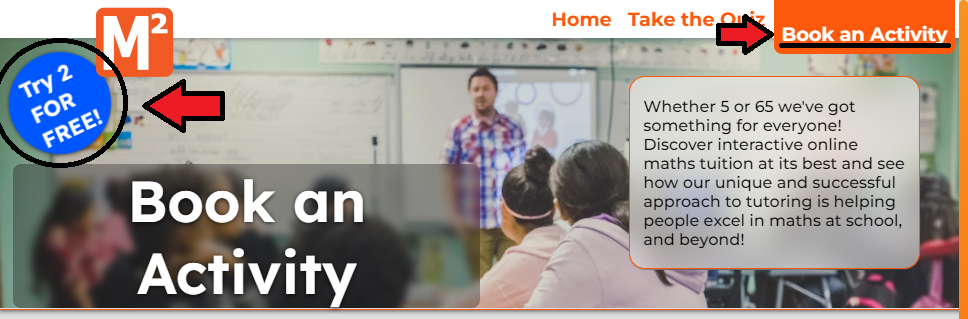 M²
Home Take the Quiz
Book an Activity
Try 2
FOR
FREE!
Whether 5 or 65 we've got
something for everyone!
Discover interactive online
maths tuition at its best and see
how our unique and successful
approach to tutoring is helping
people excel in maths at school,
and beyond!
Book an
Activity